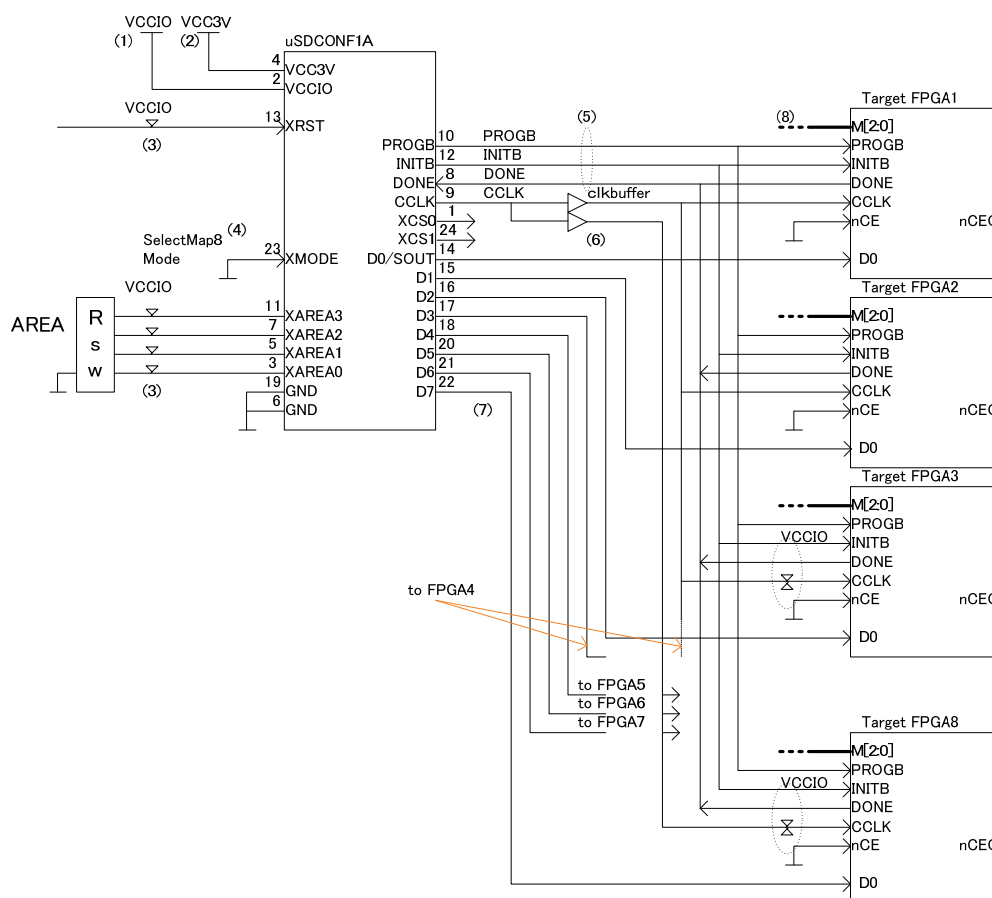 VCCIO VCC3V
(1) (2)
uSDCONF1A
4 VCC3V
2 VCCIO
VCCIO
13 XRST
(3)
SelectMap8 (4)
Mode
23 XMODE
VCCIO
AREA
R
s
w
11 XAREA3
7 XAREA2
5 XAREA1
3 XAREA0
(3)
19 GND
6 GND
PROGB 10 PROGB
INITB 12 INITB
DONE 8 DONE
CCLK 9 CCLK
XCS0 1
XCS1 24
D0/SOUT 14
D1 15
D2 16
D3 17
D4 18
D5 20
D6 21
D7 22
(5)
clkbuffer
(6)
(7)
to FPGA4
to FPGA5
to FPGA6
to FPGA7
Target FPGA1
(8)
M[2:0]
PROGB
INITB
DONE
CCLK
nCE nCEO
D0
Target FPGA2
M[2:0]
PROGB
INITB
DONE
CCLK
nCE nCEO
D0
Target FPGA3
M[2:0]
PROGB
VCCIO
INITB
DONE
CCLK
nCE nCEO
D0
Target FPGA8
M[2:0]
PROGB
VCCIO
INITB
DONE
CCLK
nCE nCEO
D0